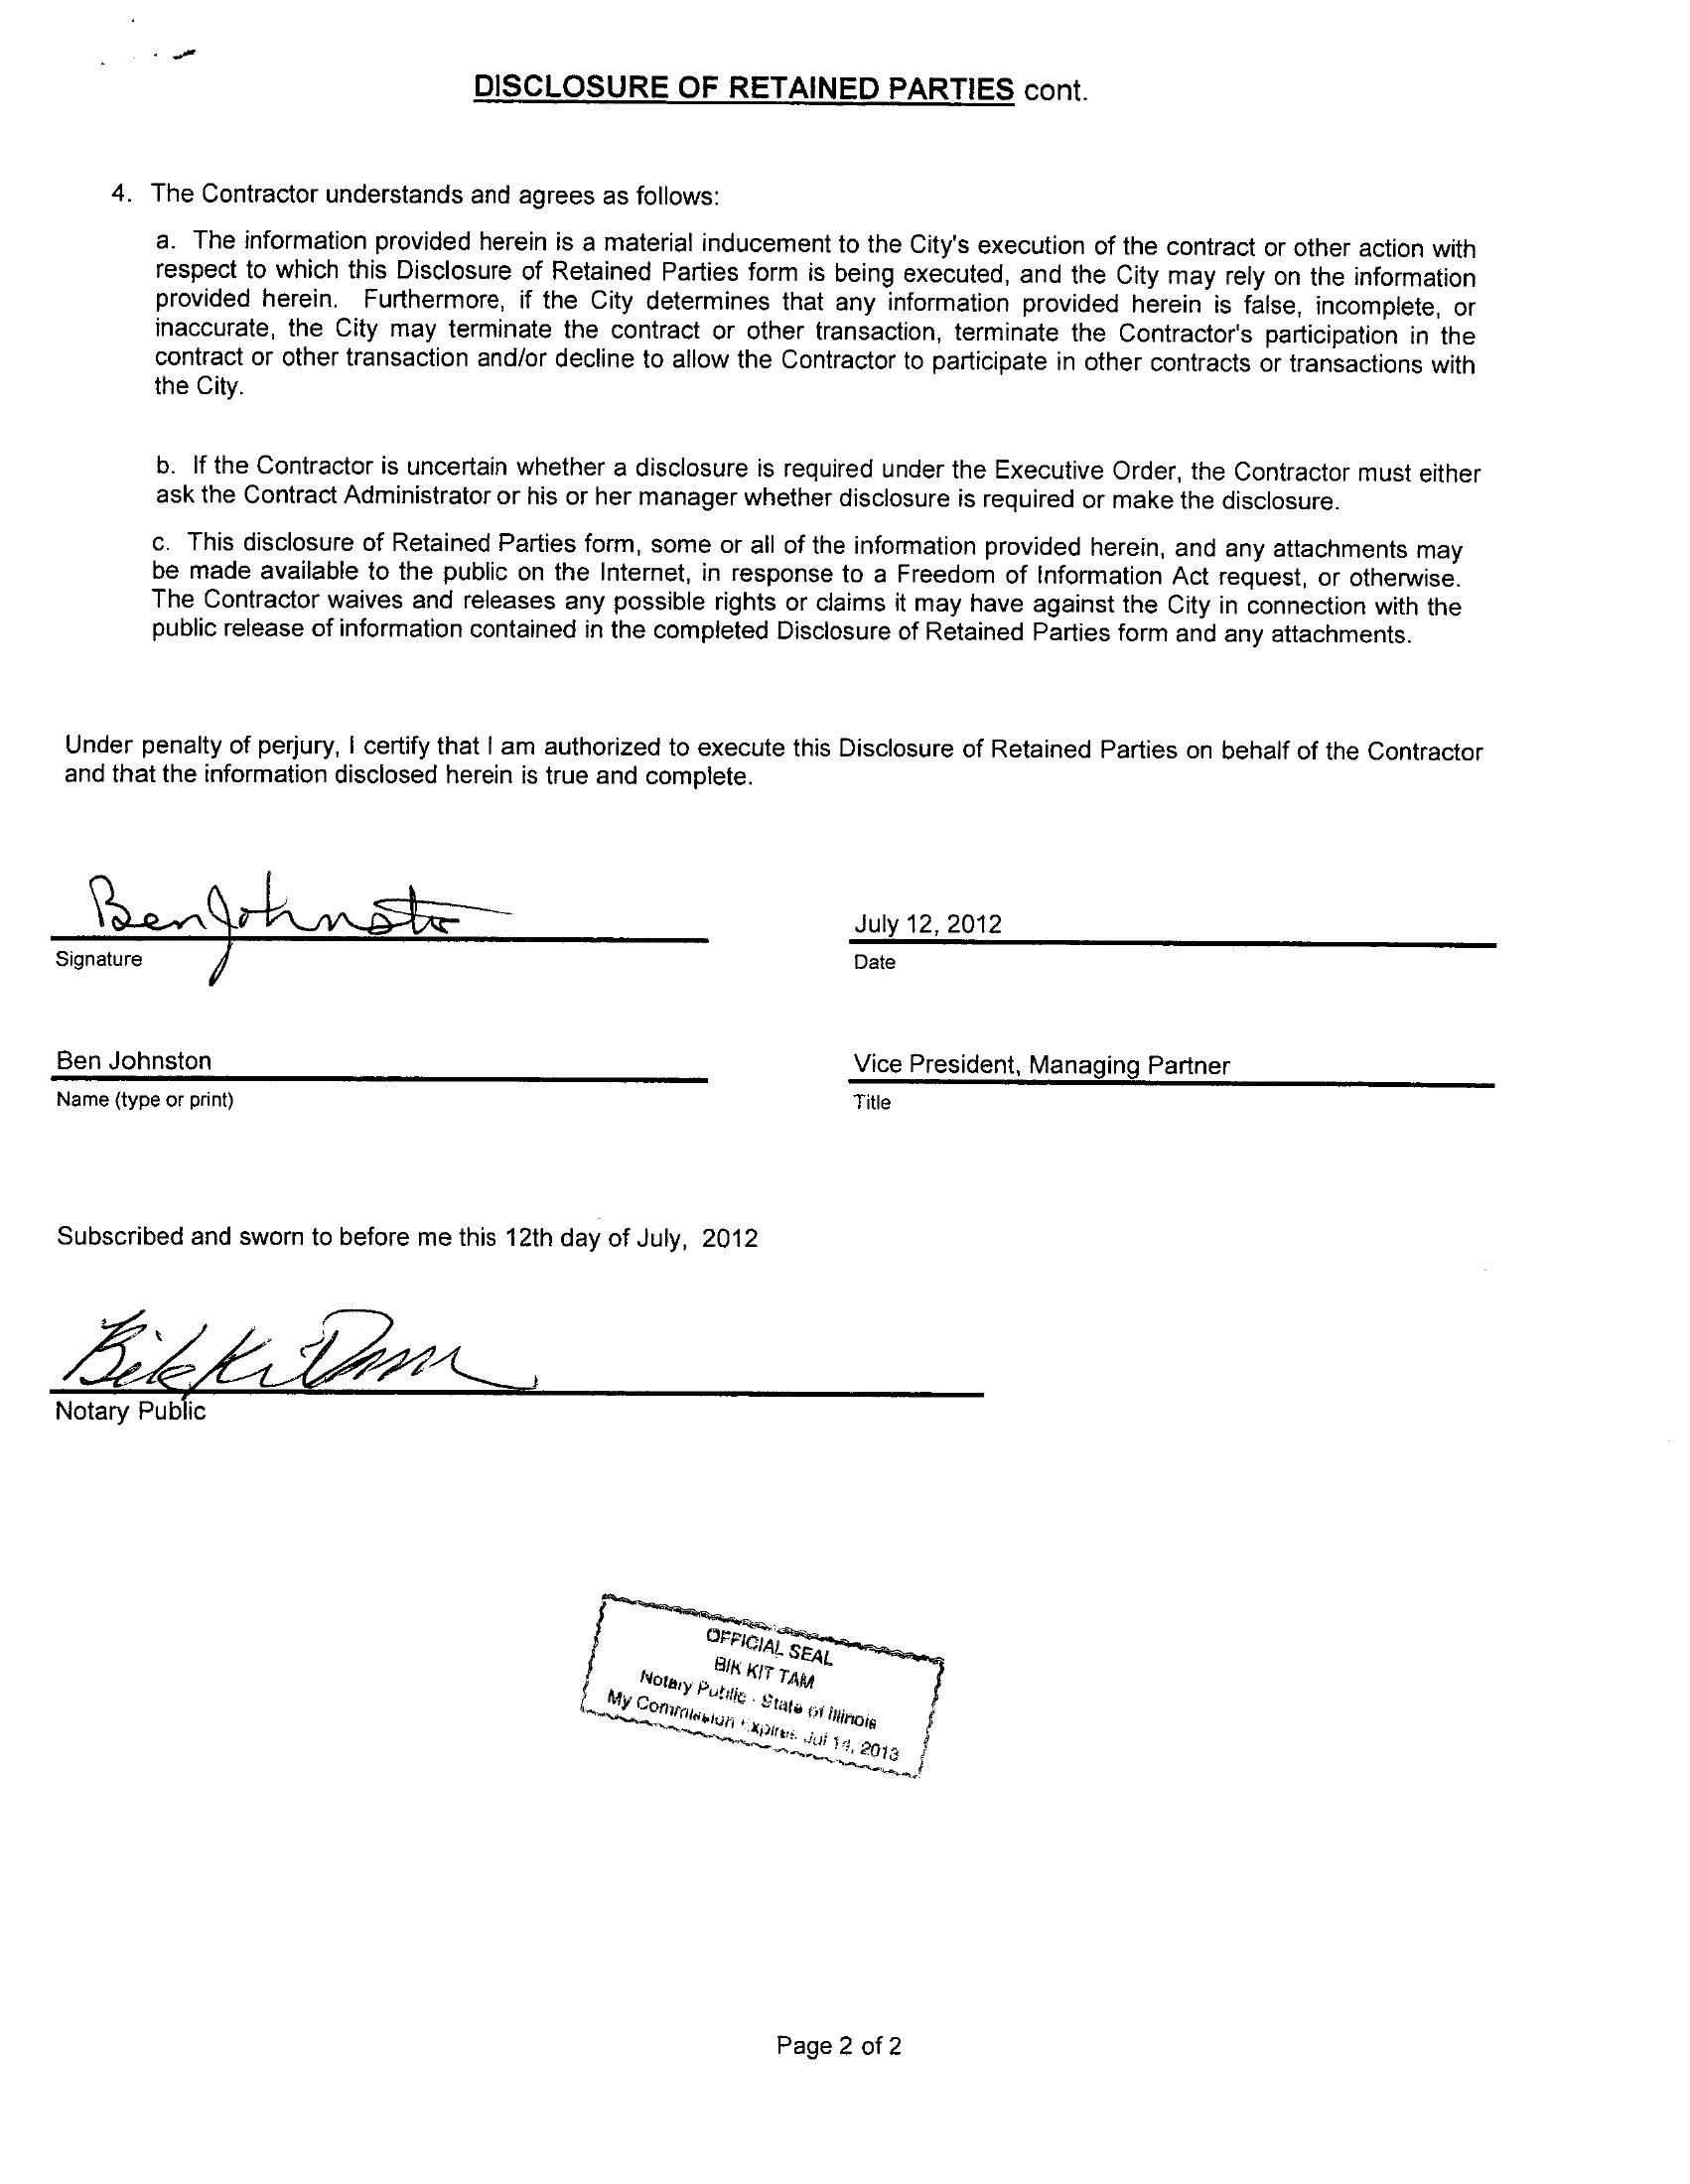 DISCLOSURE OF RETAINED PARTIES cont.
4. The Contractor understands and agrees as follows:
a. The information provided herein is a material inducement to the City's execution of the contract or other action with
respect to which this Disclosure of Retained Parties form is being executed, and the City may rely on the information
provided herein. Furthermore, if the City determines that any information provided herein is false, incomplete, or
inaccurate, the City may terminate the contract or other transaction, terminate the Contractor's participation in the
contract or other transaction and/or decline to allow the Contractor to participate in other contracts or transactions with
the City.
b. If the Contractor is uncertain whether a disclosure is required under the Executive Order, the Contractor must either
ask the Contract Administrator or his or her manager whether disclosure is required or make the disclosure.
c. This disclosure of Retained Parties form, some or all of the information provided herein, and any attachments may
be made available to the public on the Internet, in response to a Freedom of Information Act request, or otherwise.
The Contractor waives and releases any possible rights or claims it may have against the City in connection with the
public release of information contained in the completed Disclosure of Retained Parties form and any attachments.
Under penalty of perjury, I certify that I am authorized to execute this Disclosure of Retained Parties on behalf of the Contractor
and that the information disclosed herein is true and complete.
Ben Johnston
July 12, 2012
Signature
Date
Ben Johnston
Vice President, Managing Partner
Name (type or print)
Title
Subscribed and sworn to before me this 12th day of July, 2012
Bik Kit Tam
Notary Public
OFFICIAL SEAL
BIK KIT TAM
Notary Public - State of Illinois
My Commission Expires Jul 14, 2013
Page 2 of 2